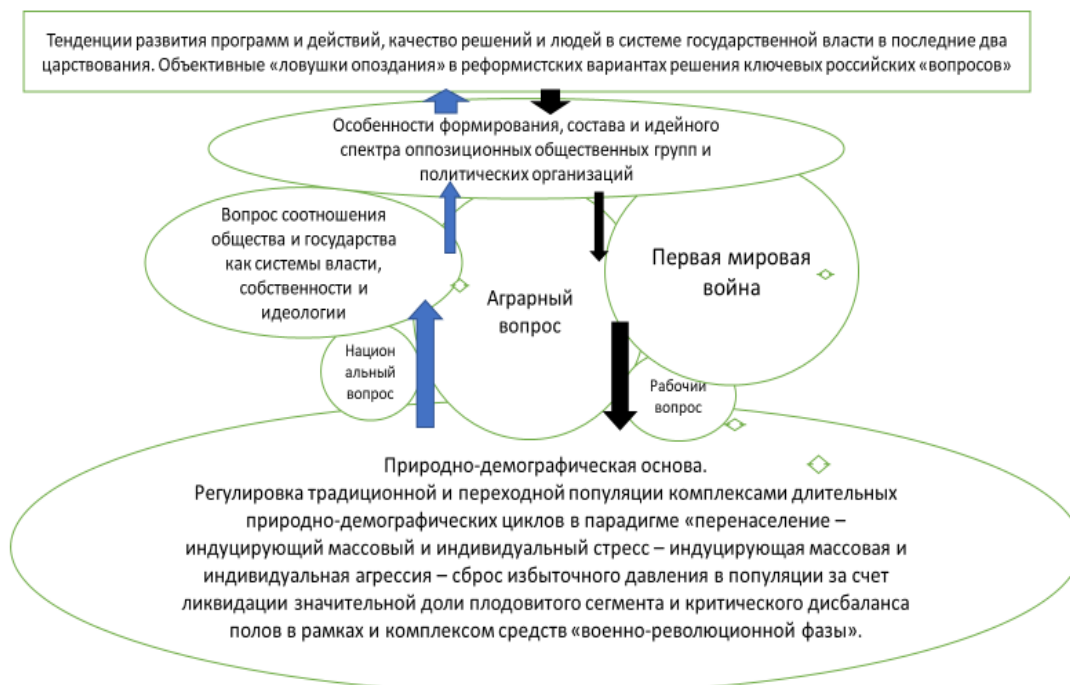 Тенденции развития программ и действий, качество решений и людей в системе государственной власти в последние два
царствования. Объективные «ловушки опоздания» в реформистских вариантах решения ключевых российских «вопросов»
Особенности формирования, состава и идейного
спектра оппозиционных общественных групп и
политических организаций
Вопрос соотношения
общества и государства
как системы власти,
собственности и
идеологии
Аграрный
вопрос
Первая мировая
война
Национ
альный
вопрос
Рабочий
вопрос
Природно-демографическая основа.
Регулировка традиционной и переходной популяции комплексами длительных
природно-демографических циклов в парадигме «перенаселение –
индуцирующий массовый и индивидуальный стресс – индуцирующая массовая и
индивидуальная агрессия – сброс избыточного давления в популяции за счет
ликвидации значительной доли плодовитого сегмента и критического дисбаланса
полов в рамках и комплексом средств «военно-революционной фазы».